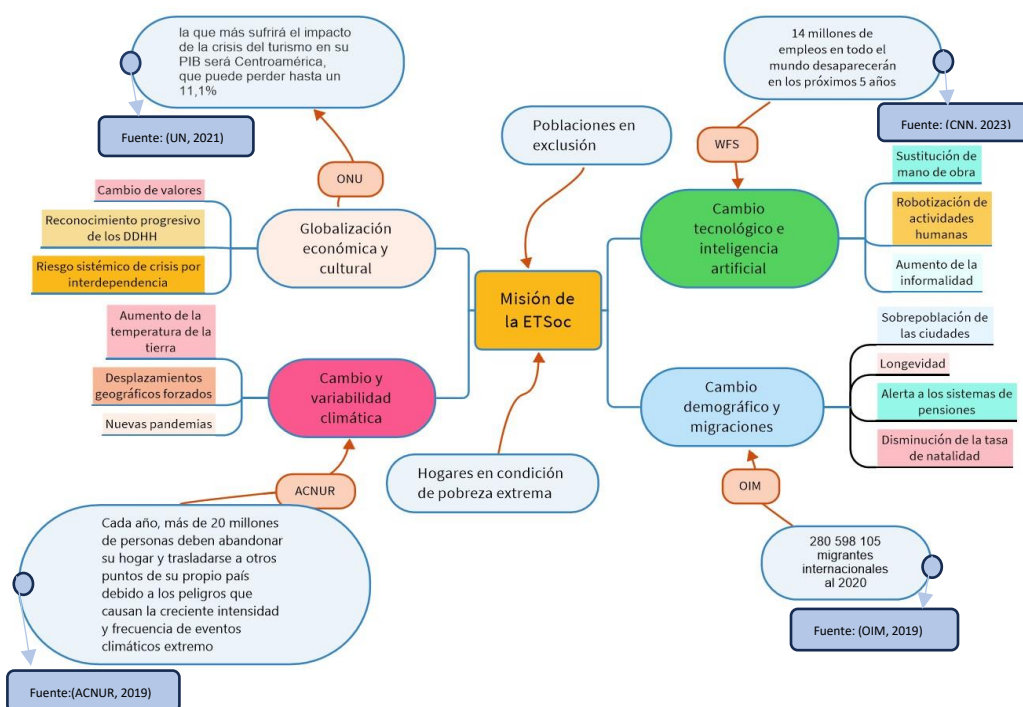 la que más sufrirá el impacto
de la crisis del turismo en su
PIB será Centroamérica,
que puede perder hasta un
11,1%
Fuente: (UN, 2021)
ONU
Cambio de valores
Reconocimiento progresivo
de los DDHH
Riesgo sistémico de crisis por
interdependencia
Globalización
económica y
cultural
Poblaciones en
exclusión
14 millones de
empleos en todo el
mundo desaparecerán
en los próximos 5 años
Fuente: (CNN. 2023)
WFS
Cambio
tecnológico e
inteligencia
artificial
Sustitución de
mano de obra
Robotización de
actividades
humanas
Aumento de la
informalidad
Misión de
la ETSoc
Aumento de la
temperatura de la
tierra
Desplazamientos
geográficos forzados
Nuevas pandemias
Cambio y
variabilidad
climática
Cambio
demográfico y
migraciones
Sobrepoblación de
las ciudades
Longevidad
Alerta a los sistemas de
pensiones
Disminución de la tasa
de natalidad
Hogares en condición
de pobreza extrema
ACNUR
Cada año, más de 20 millones
de personas deben abandonar
su hogar y trasladarse a otros
puntos de su propio país
debido a los peligros que
causan la creciente intensidad
y frecuencia de eventos
climáticos extremo
Fuente:(ACNUR, 2019)
OIM
280 598 105
migrantes
internacionales
al 2020
Fuente: (OIM, 2019)